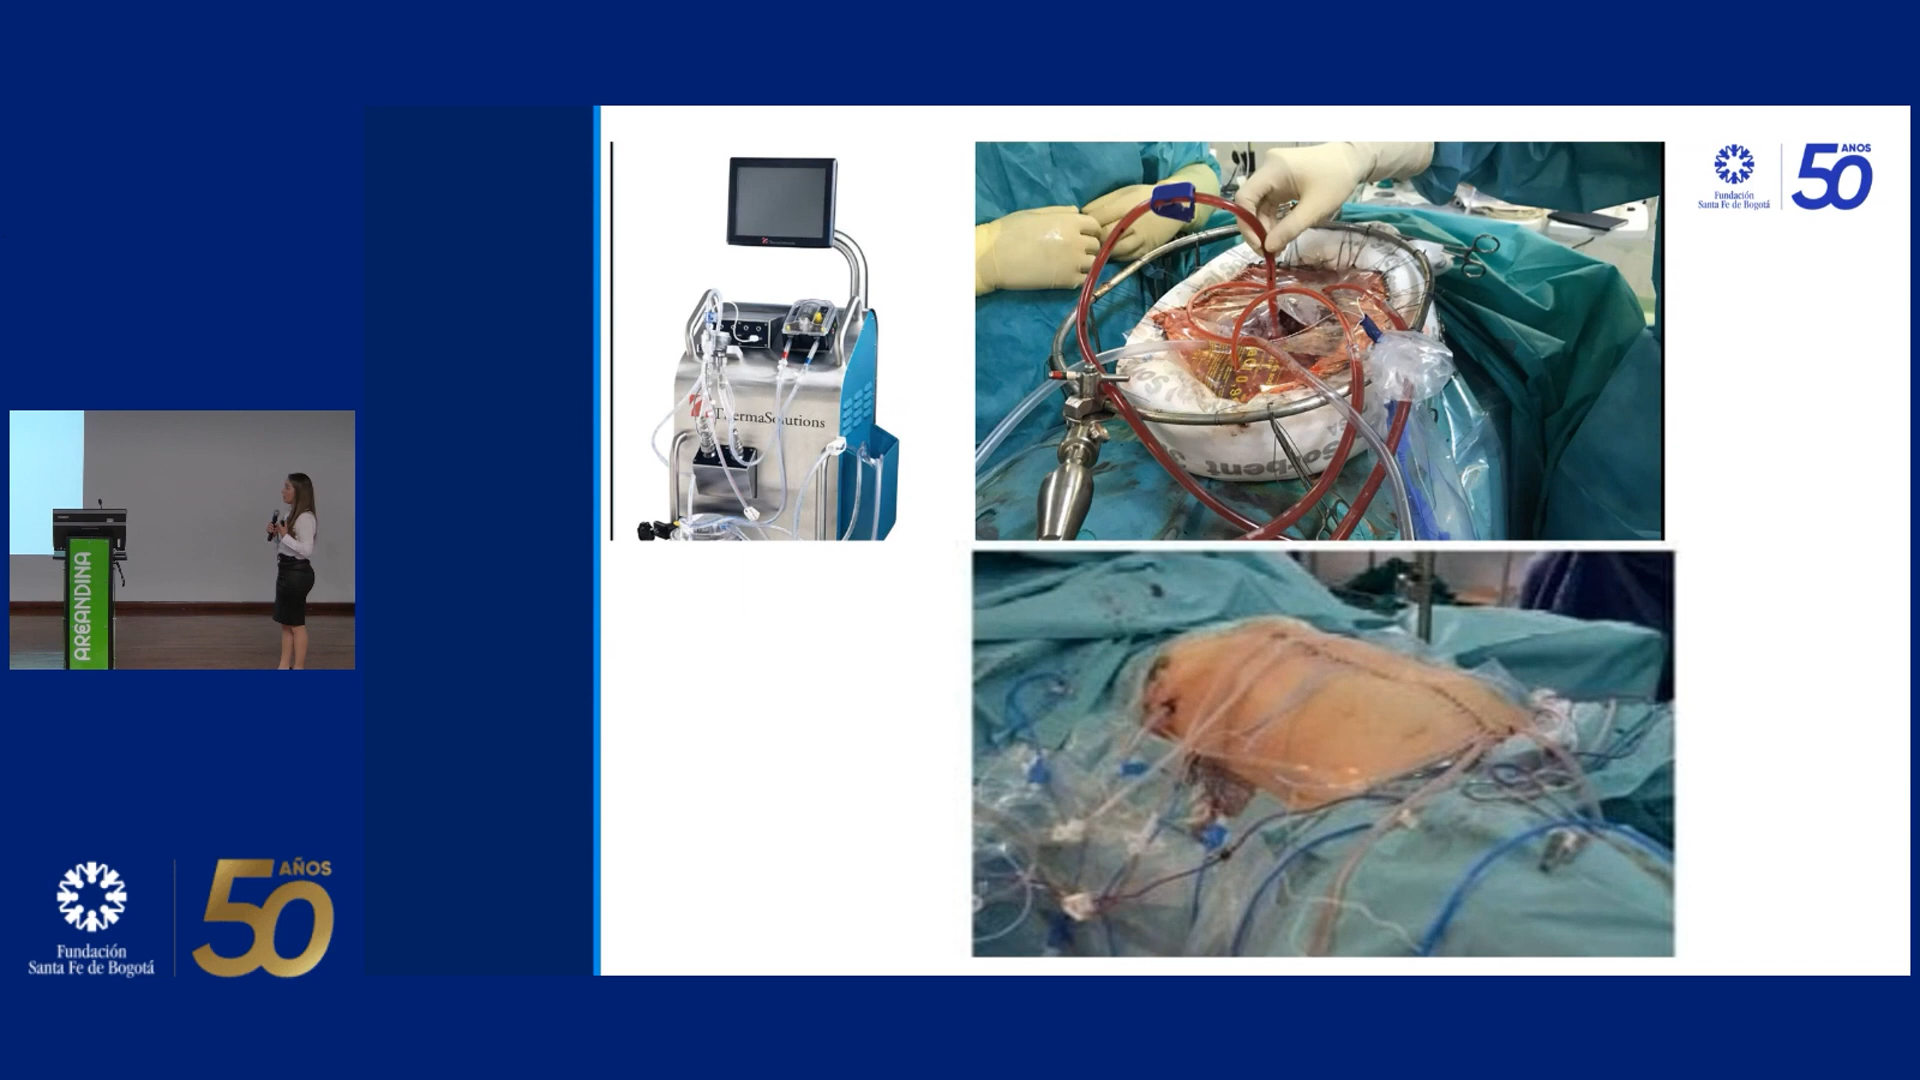 AREANDINA
Fundación
Santa Fe de Bogotá
50
AÑOS
ThermaSolutions
Fundación
Santa Fe de Bogotá
50
AÑOS